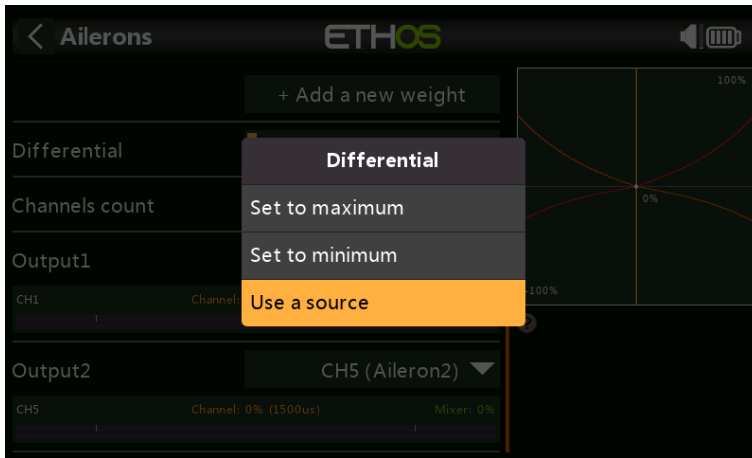 Ailerons
ETHOS
+ Add a new weight
100%
Differential
Differential
Channels count
Set to maximum
0%
Output1
Set to minimum
CH1 Channel:
Use a source
-100%
?
Output2
CH5 (Aileron2)
CH5 Channel: 0% (1500us) Mixer: 0%